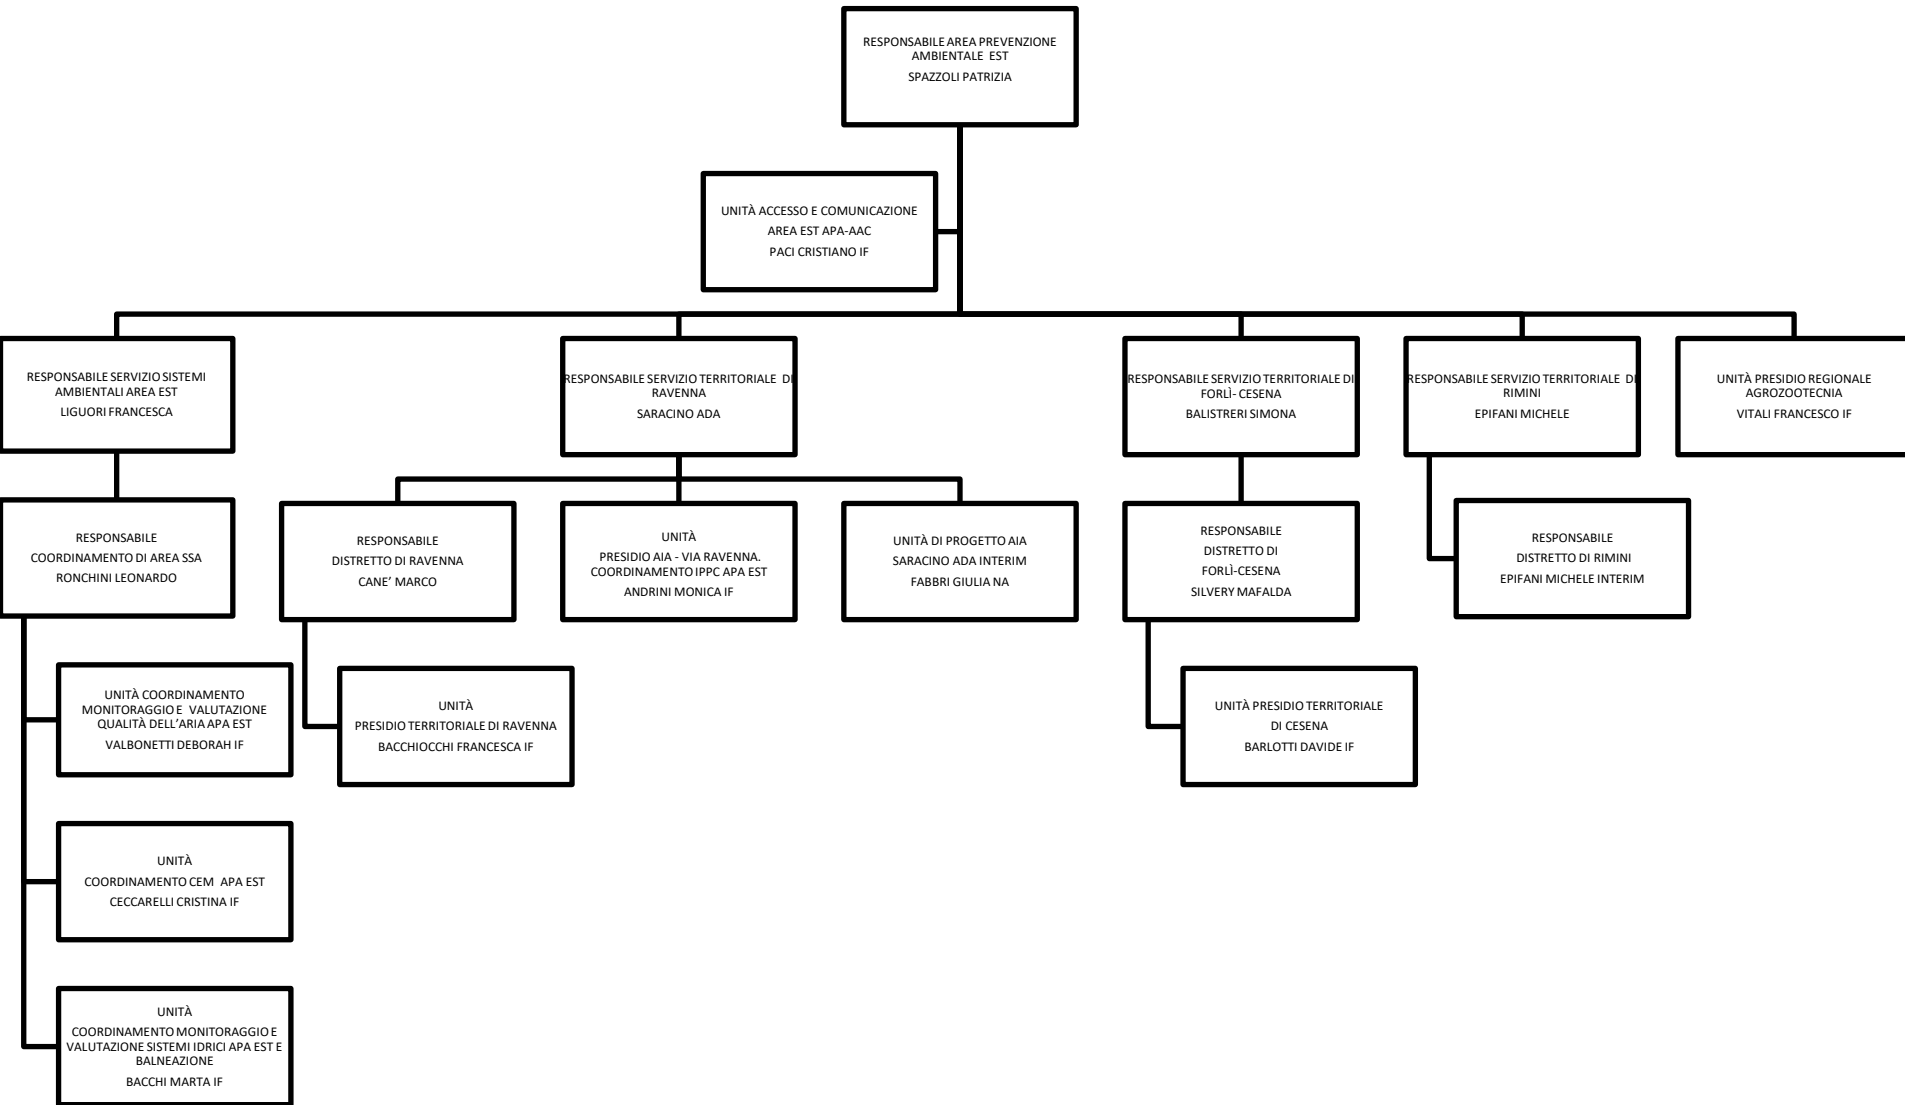 RESPONSABILE AREA PREVENZIONE
AMBIENTALE EST
SPAZZOLI PATRIZIA
UNITÀ ACCESSO E COMUNICAZIONE
AREA EST APA-AAC
PACI CRISTIANO IF
RESPONSABILE SERVIZIO SISTEMI
AMBIENTALI AREA EST
LIGUORI FRANCESCA
RESPONSABILE SERVIZIO TERRITORIALE DI
RAVENNA
SARACINO ADA
RESPONSABILE SERVIZIO TERRITORIALE DI
FORLÌ- CESENA
BALISTRERI SIMONA
RESPONSABILE SERVIZIO TERRITORIALE DI
RIMINI
EPIFANI MICHELE
UNITÀ PRESIDIO REGIONALE
AGROZOOTECNIA
VITALI FRANCESCO IF
RESPONSABILE
COORDINAMENTO DI AREA SSA
RONCHINI LEONARDO
RESPONSABILE
DISTRETTO DI RAVENNA
CANE’ MARCO
UNITÀ
PRESIDIO AIA - VIA RAVENNA.
COORDINAMENTO IPPC APA EST
ANDRINI MONICA IF
UNITÀ DI PROGETTO AIA
SARACINO ADA INTERIM
FABBRI GIULIA NA
RESPONSABILE
DISTRETTO DI
FORLÌ-CESENA
SILVERY MAFALDA
RESPONSABILE
DISTRETTO DI RIMINI
EPIFANI MICHELE INTERIM
UNITÀ COORDINAMENTO
MONITORAGGIO E VALUTAZIONE
QUALITÀ DELL’ARIA APA EST
VALBONETTI DEBORAH IF
UNITÀ
PRESIDIO TERRITORIALE DI RAVENNA
BACCHIOCCHI FRANCESCA IF
UNITÀ PRESIDIO TERRITORIALE
DI CESENA
BARLOTTI DAVIDE IF
UNITÀ
COORDINAMENTO CEM APA EST
CECCARELLI CRISTINA IF
UNITÀ
COORDINAMENTO MONITORAGGIO E
VALUTAZIONE SISTEMI IDRICI APA EST E
BALNEAZIONE
BACCHI MARTA IF